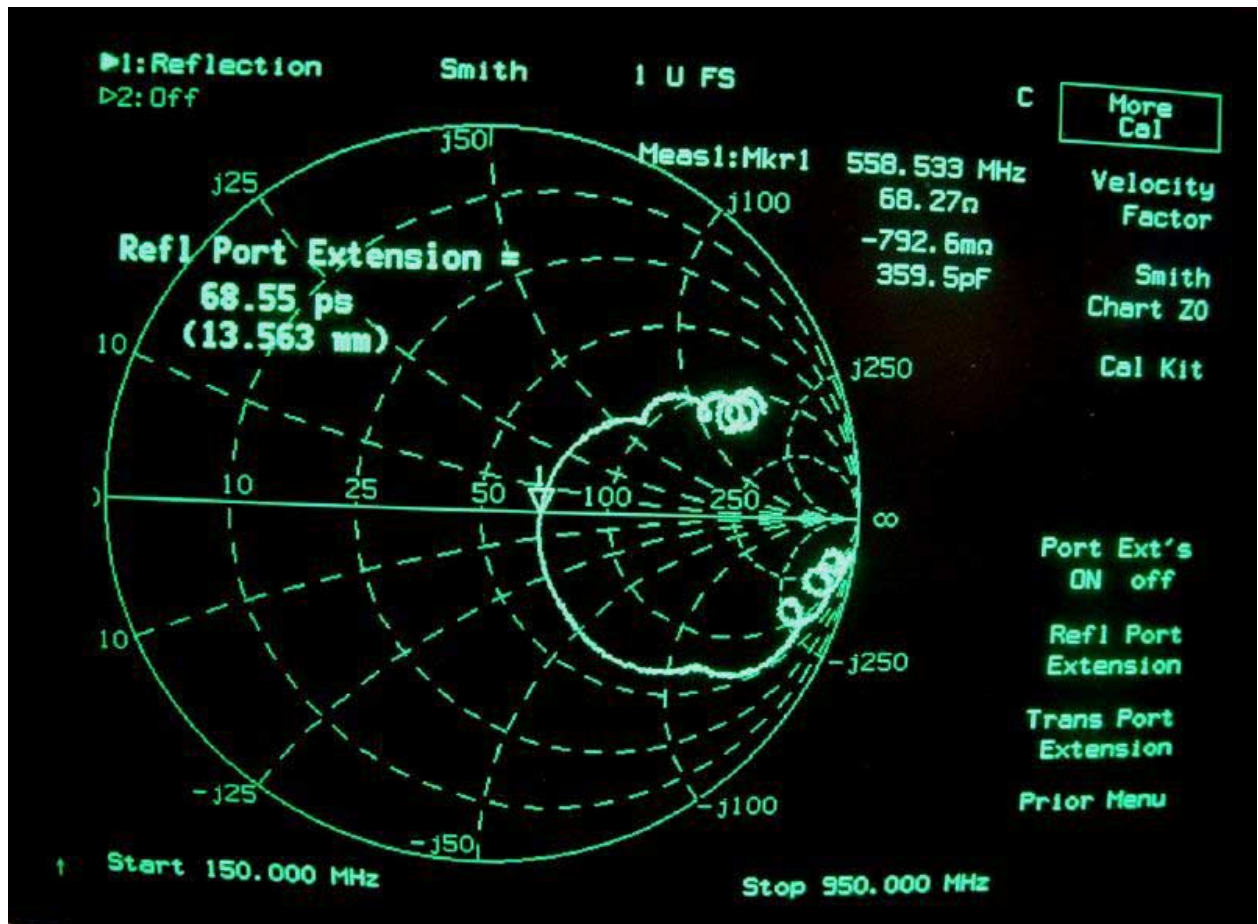 ▶1:Reflection Smith 1 U FS
▷2:Off
C
More
Cal
Meas1:Mkr1 558.533 MHz
68.27Ω
-792.6mΩ
359.5pF
Velocity
Factor
Smith
Chart Z0
Cal Kit
Refl Port Extension =
68.55 ps
(13.563 mm)
j50
j25
j100
10
j250
0 10 25 50 100 250 ∞
1
10
-j250
-j25
-j100
-j50
Port Ext's
ON off
Refl Port
Extension
Trans Port
Extension
Prior Menu
↑ Start 150.000 MHz Stop 950.000 MHz